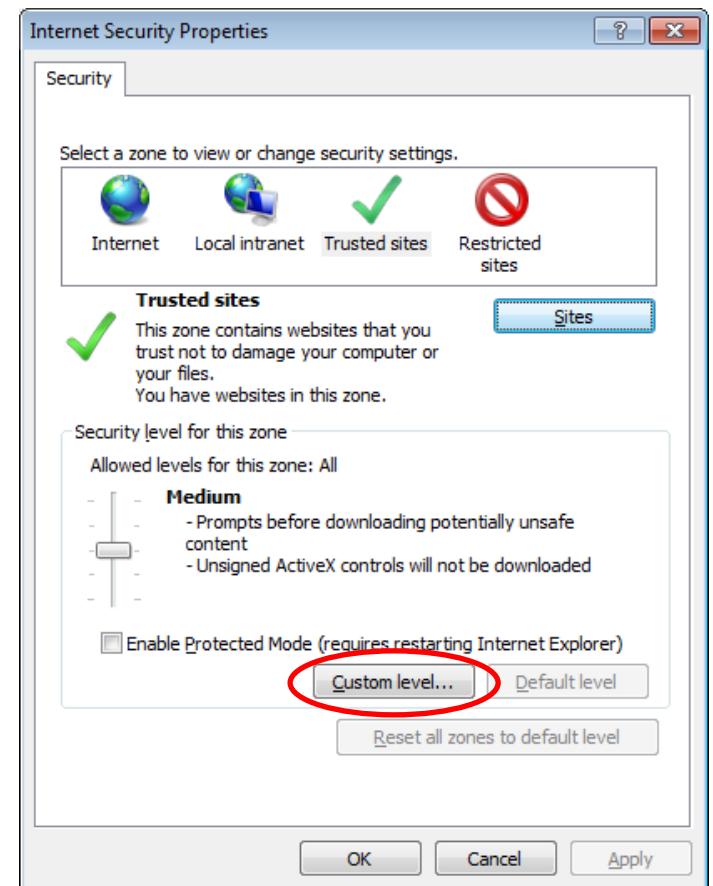 Internet Security Properties
?
Security
Select a zone to view or change security settings.
Internet
Local intranet
Trusted sites
Restricted
sites
Trusted sites
Sites
This zone contains websites that you
trust not to damage your computer or
your files.
You have websites in this zone.
Security level for this zone
Allowed levels for this zone: All
Medium
- Prompts before downloading potentially unsafe
content
- Unsigned ActiveX controls will not be downloaded
Enable Protected Mode (requires restarting Internet Explorer)
Custom level...
Default level
Reset all zones to default level
OK
Cancel
Apply